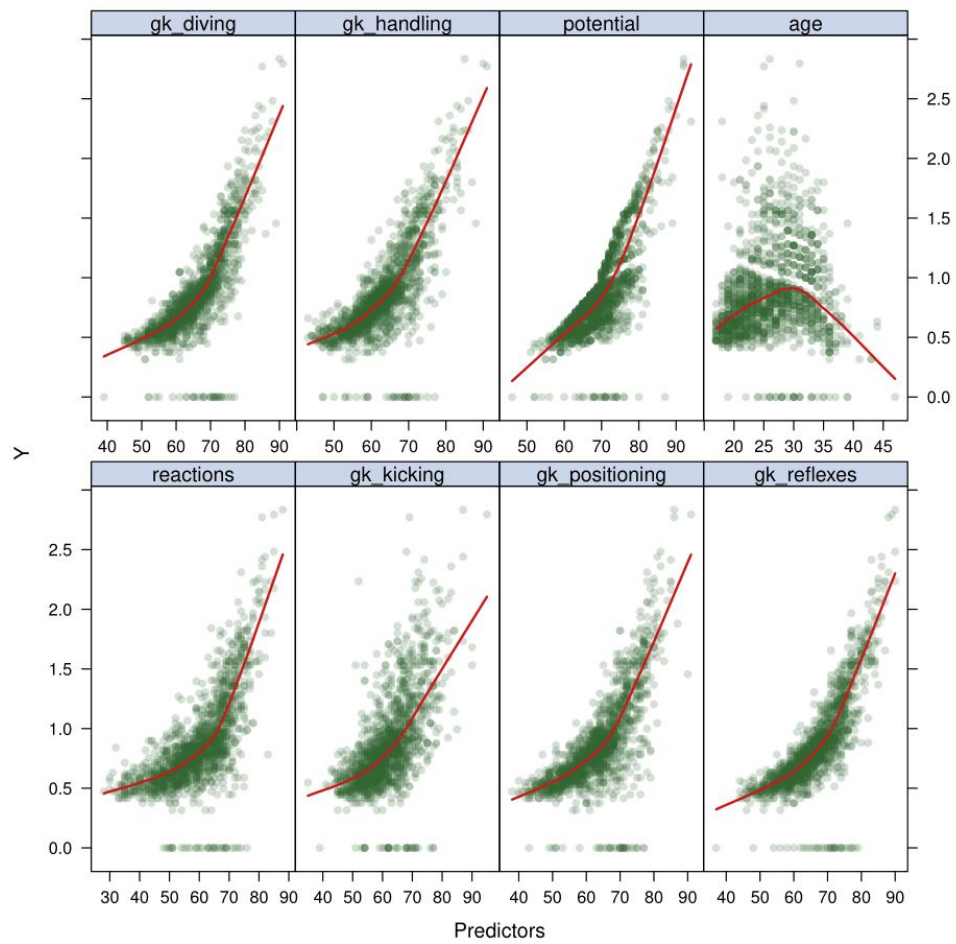 gk_diving gk_handling potential age
2.5
2.0
1.5
1.0
0.5
0.0
40 50 60 70 80 90 50 60 70 80 90 50 60 70 80 90 20 25 30 35 40 45
Y
reactions gk_kicking gk_positioning gk_reflexes
2.5
2.0
1.5
1.0
0.5
0.0
30 40 50 60 70 80 90 40 50 60 70 80 90 40 50 60 70 80 90 40 50 60 70 80 90
Predictors